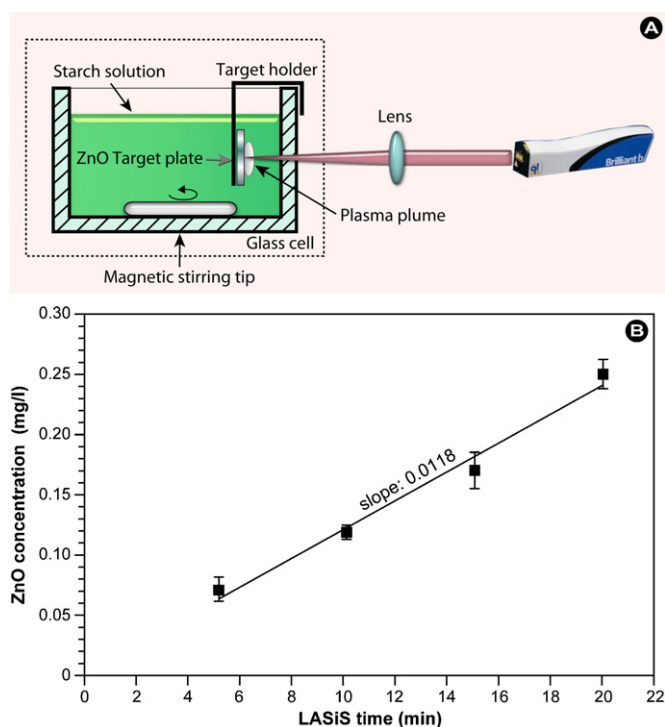 A
Starch solution
Target holder
Lens
ZnO Target plate
Brilliant b
ql
Plasma plume
Glass cell
Magnetic stirring tip
B
0.30
0.25
0.20
0.15
0.10
0.05
0
ZnO concentration (mg/l)
slope: 0.0118
0 2 4 6 8 10 12 14 16 18 20 22
LASiS time (min)